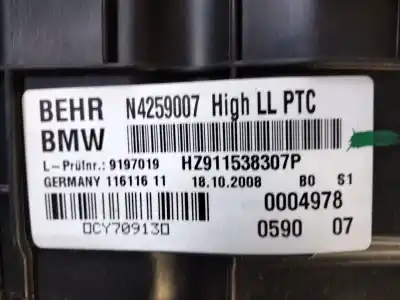 BEHR N4259007 High LL PTC
BMW
L-Prüfnr.: 9197019 HZ911538307P
GERMANY 116116 11 18.10.2008 B0 S1
0004978
0CY709130 0590 07